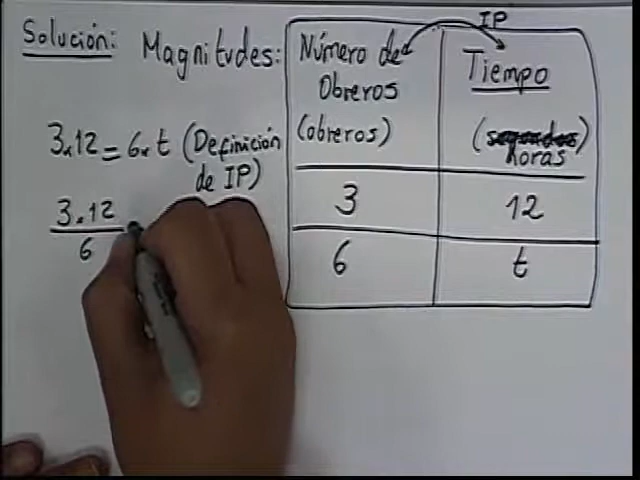 Solución: Magnitudes:
IP
Número de
Obreros
(obreros)
Tiempo
(segundos)
horas
3 12
6 t
3.12 = 6.t (Definición
de IP)
3.12
6